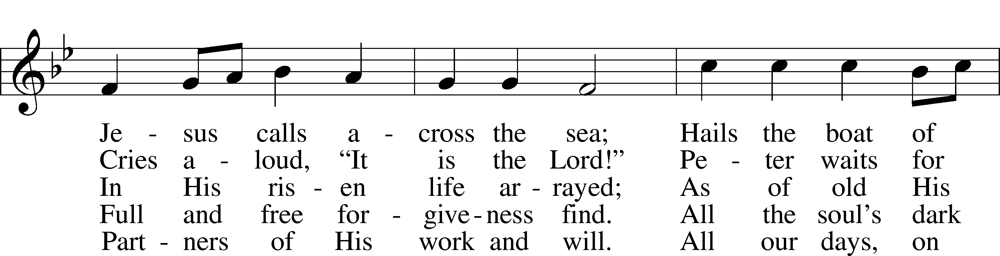 Je - sus calls a - cross the sea; Hails the boat of
Cries a - loud, “It is the Lord!” Pe - ter waits for
In His ris - en life ar - rayed; As of old His
Full and free for - give - ness find. All the soul’s dark
Part - ners of His work and will. All our days, on